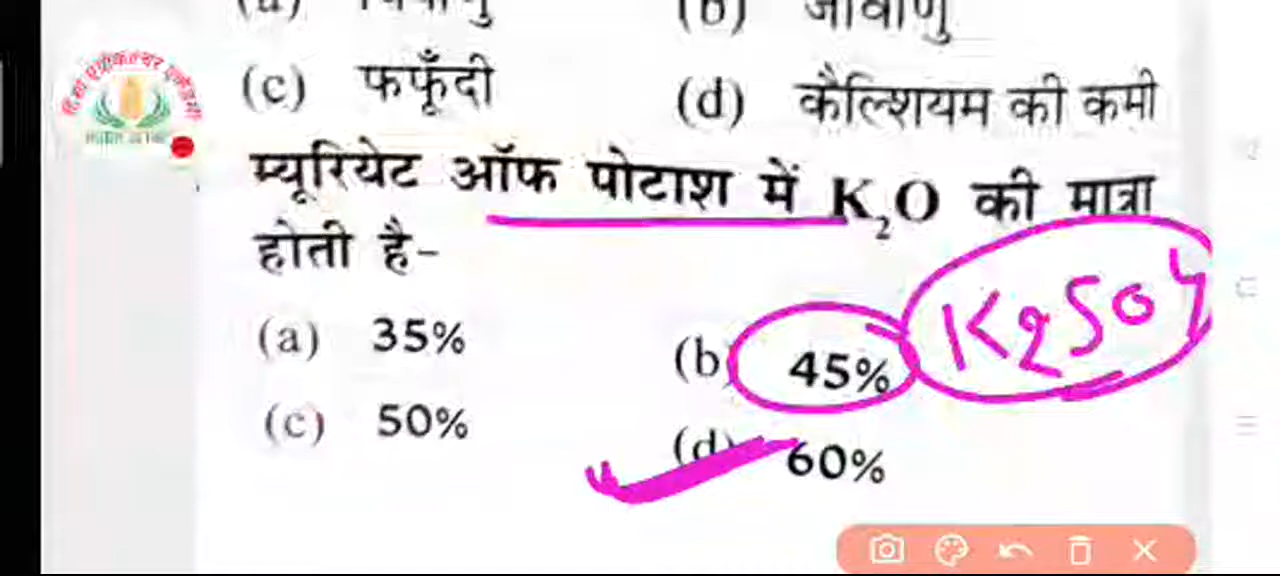 (c) फफूँदी (d) कैल्शियम की कमी
म्यूरियेट ऑफ पोटाश में K₂O की मात्रा
होती है-
(a) 35% (b) 45% K2SO4
(c) 50% (d) 60%